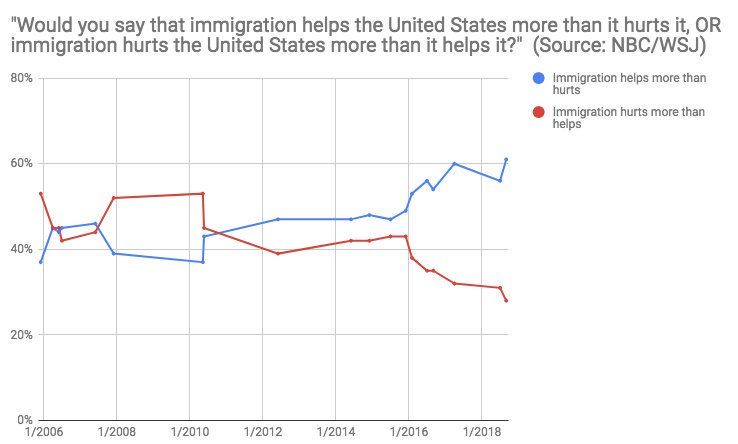 "Would you say that immigration helps the United States more than it hurts it, OR
immigration hurts the United States more than it helps it?"  (Source: NBC/WSJ)
80%
60%
40%
20%
0%
1/2006
1/2008
1/2010
1/2012
1/2014
1/2016
1/2018
Immigration helps more than
hurts
Immigration hurts more than
helps